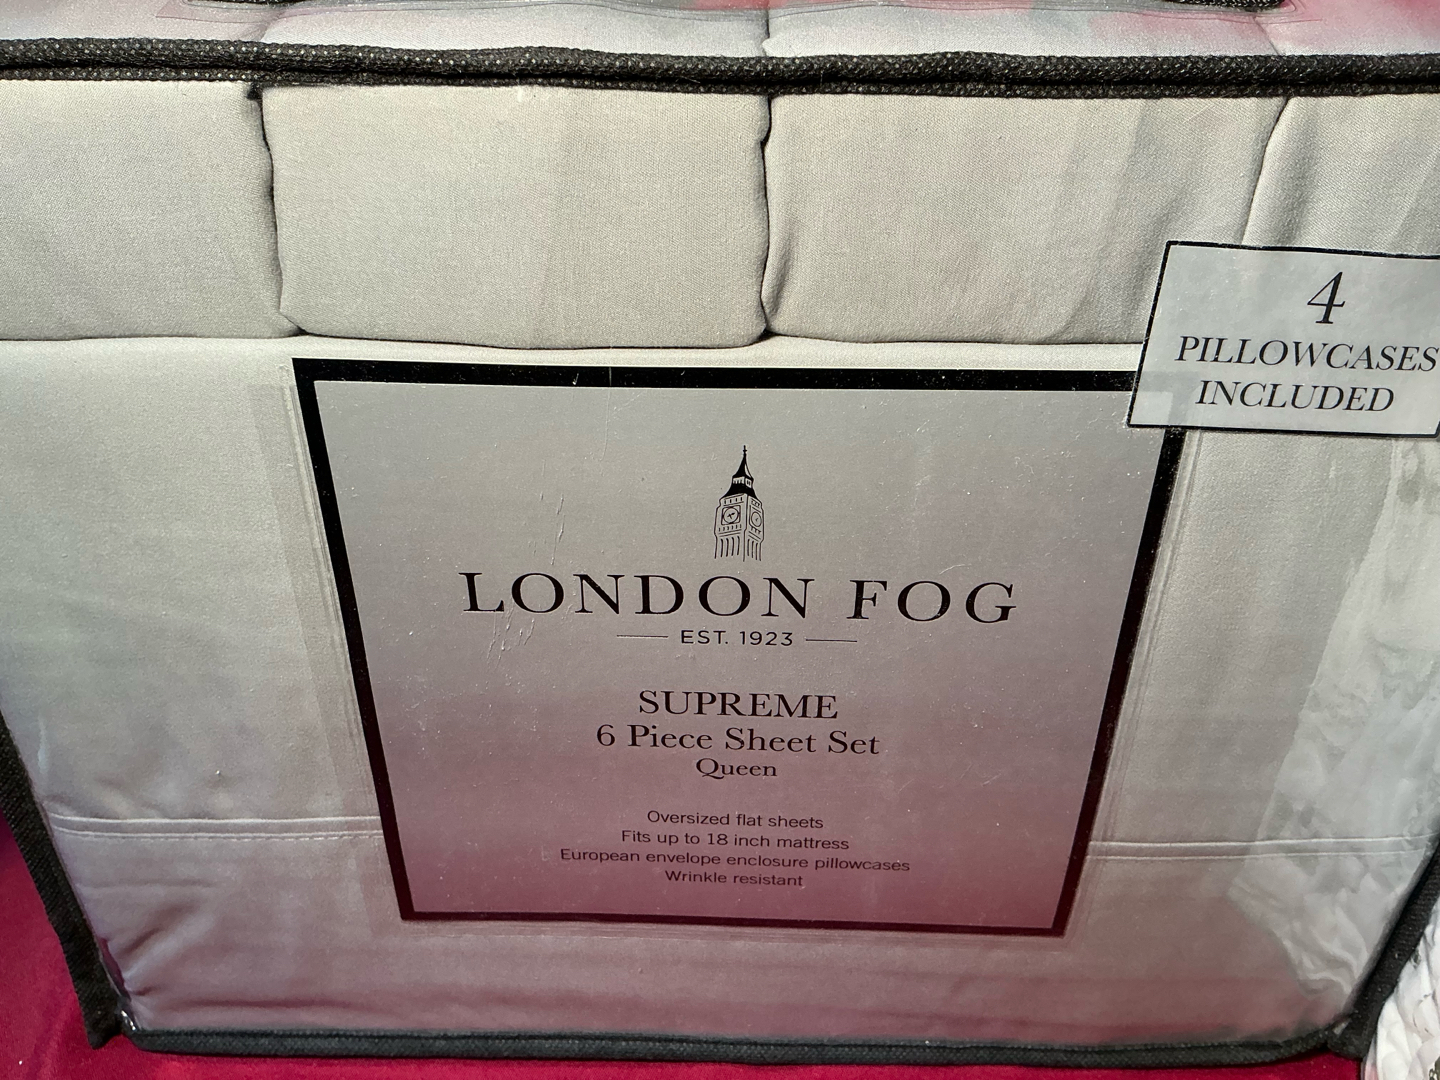 4
PILLOWCASES
INCLUDED
LONDON FOG
EST. 1923
SUPREME
6 Piece Sheet Set
Queen
Oversized flat sheets
Fits up to 18 inch mattress
European envelope enclosure pillowcases
Wrinkle resistant